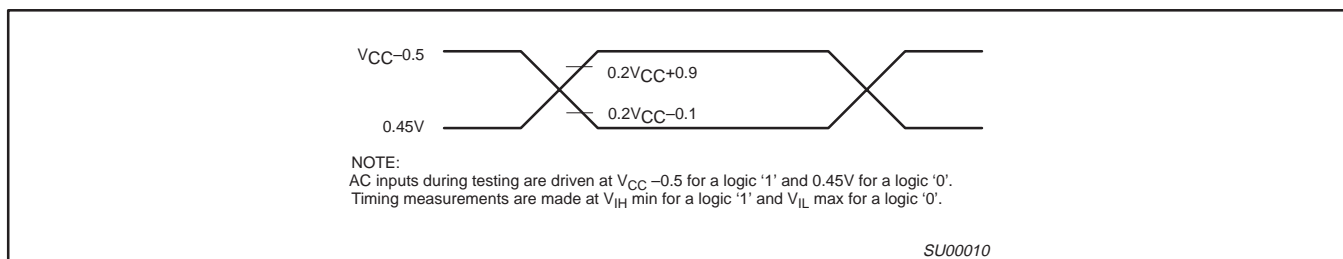 VCC–0.5
0.2VCC+0.9
0.2VCC–0.1
0.45V
NOTE:
AC inputs during testing are driven at VCC –0.5 for a logic ‘1’ and 0.45V for a logic ‘0’.
Timing measurements are made at VIH min for a logic ‘1’ and VIL max for a logic ‘0’.
SU00010